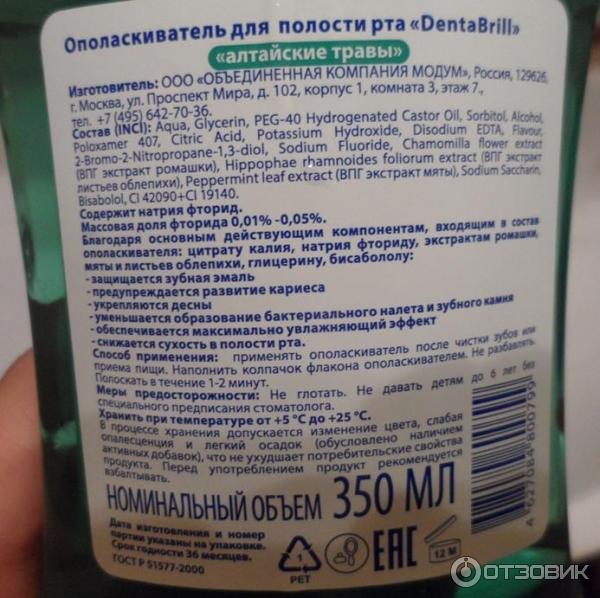 Ополаскиватель для полости рта «DentaBrill»
«алтайские травы»
Изготовитель: ООО «ОБЪЕДИНЕННАЯ КОМПАНИЯ МОДУМ», Россия, 129626,
г. Москва, ул. Проспект Мира, д. 102, корпус 1, комната 3, этаж 7.,
тел. +7 (495) 642-70-36.
Состав (INCI): Aqua, Glycerin, PEG-40 Hydrogenated Castor Oil, Sorbitol, Alcohol,
Poloxamer 407, Citric Acid, Potassium Hydroxide, Disodium EDTA, Flavour,
2-Bromo-2-Nitropropane-1,3-diol, Sodium Fluoride, Chamomilla flower extract
(ВПГ экстракт ромашки), Hippophae rhamnoides foliorum extract (ВПГ экстракт
листьев облепихи), Peppermint leaf extract (ВПГ экстракт мяты), Sodium Saccharin,
Bisabolol, CI 42090+CI 19140.
Содержит натрия фторид.
Массовая доля фторида 0,01% -0,05%.
Благодаря основным действующим компонентам, входящим в состав
ополаскивателя: цитрату калия, натрия фториду, экстрактам ромашки,
мяты и листьев облепихи, глицерину, бисабололу:
- защищается зубная эмаль
- предупреждается развитие кариеса
- укрепляются десны
- уменьшается образование бактериального налета и зубного камня
- обеспечивается максимально увлажняющий эффект
- снижается сухость в полости рта.
Способ применения: применять ополаскиватель после чистки зубов или
приема пищи. Наполнить колпачок флакона ополаскивателем. Не разбавлять.
Полоскать в течение 1-2 минут.
Меры предосторожности: Не глотать. Не давать детям до 6 лет без
специального предписания стоматолога.
Хранить при температуре от +5 °С до +25 °С.
В процессе хранения допускается изменение цвета, слабая
опалесценция и легкий осадок (обусловлено наличием
активных добавок), что не ухудшает потребительские свойства
продукта. Перед употреблением продукт рекомендуется
взбалтывать.
НОМИНАЛЬНЫЙ ОБЪЕМ 350 МЛ
Дата изготовления и номер
партии указаны на упаковке.
Срок годности 36 месяцев.
ГОСТ Р 51577-2000
1
PET
EAC
12 M
4 627084 800799
ОТЗОВИК